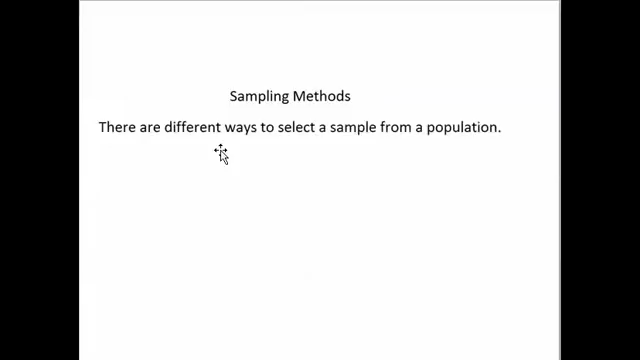 Sampling Methods
There are different ways to select a sample from a population.